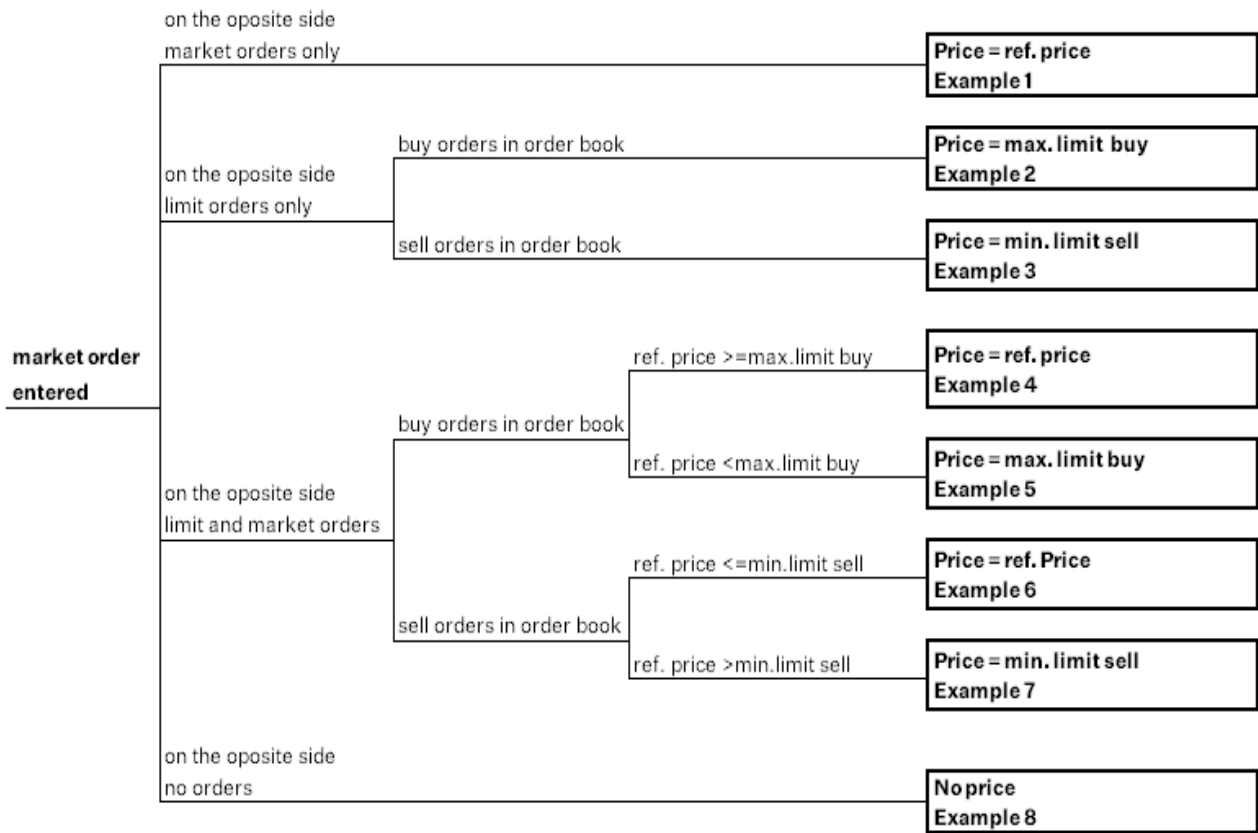 on the oposite side
market orders only
Price = ref. price
Example 1
buy orders in order book
Price = max. limit buy
Example 2
on the oposite side
limit orders only
sell orders in order book
Price = min. limit sell
Example 3
market order
entered
ref. price >=max.limit buy
Price = ref. price
Example 4
buy orders in order book
ref. price <max.limit buy
Price = max. limit buy
Example 5
on the oposite side
limit and market orders
ref. price <=min.limit sell
Price = ref. Price
Example 6
sell orders in order book
ref. price >min.limit sell
Price = min. limit sell
Example 7
on the oposite side
no orders
No price
Example 8